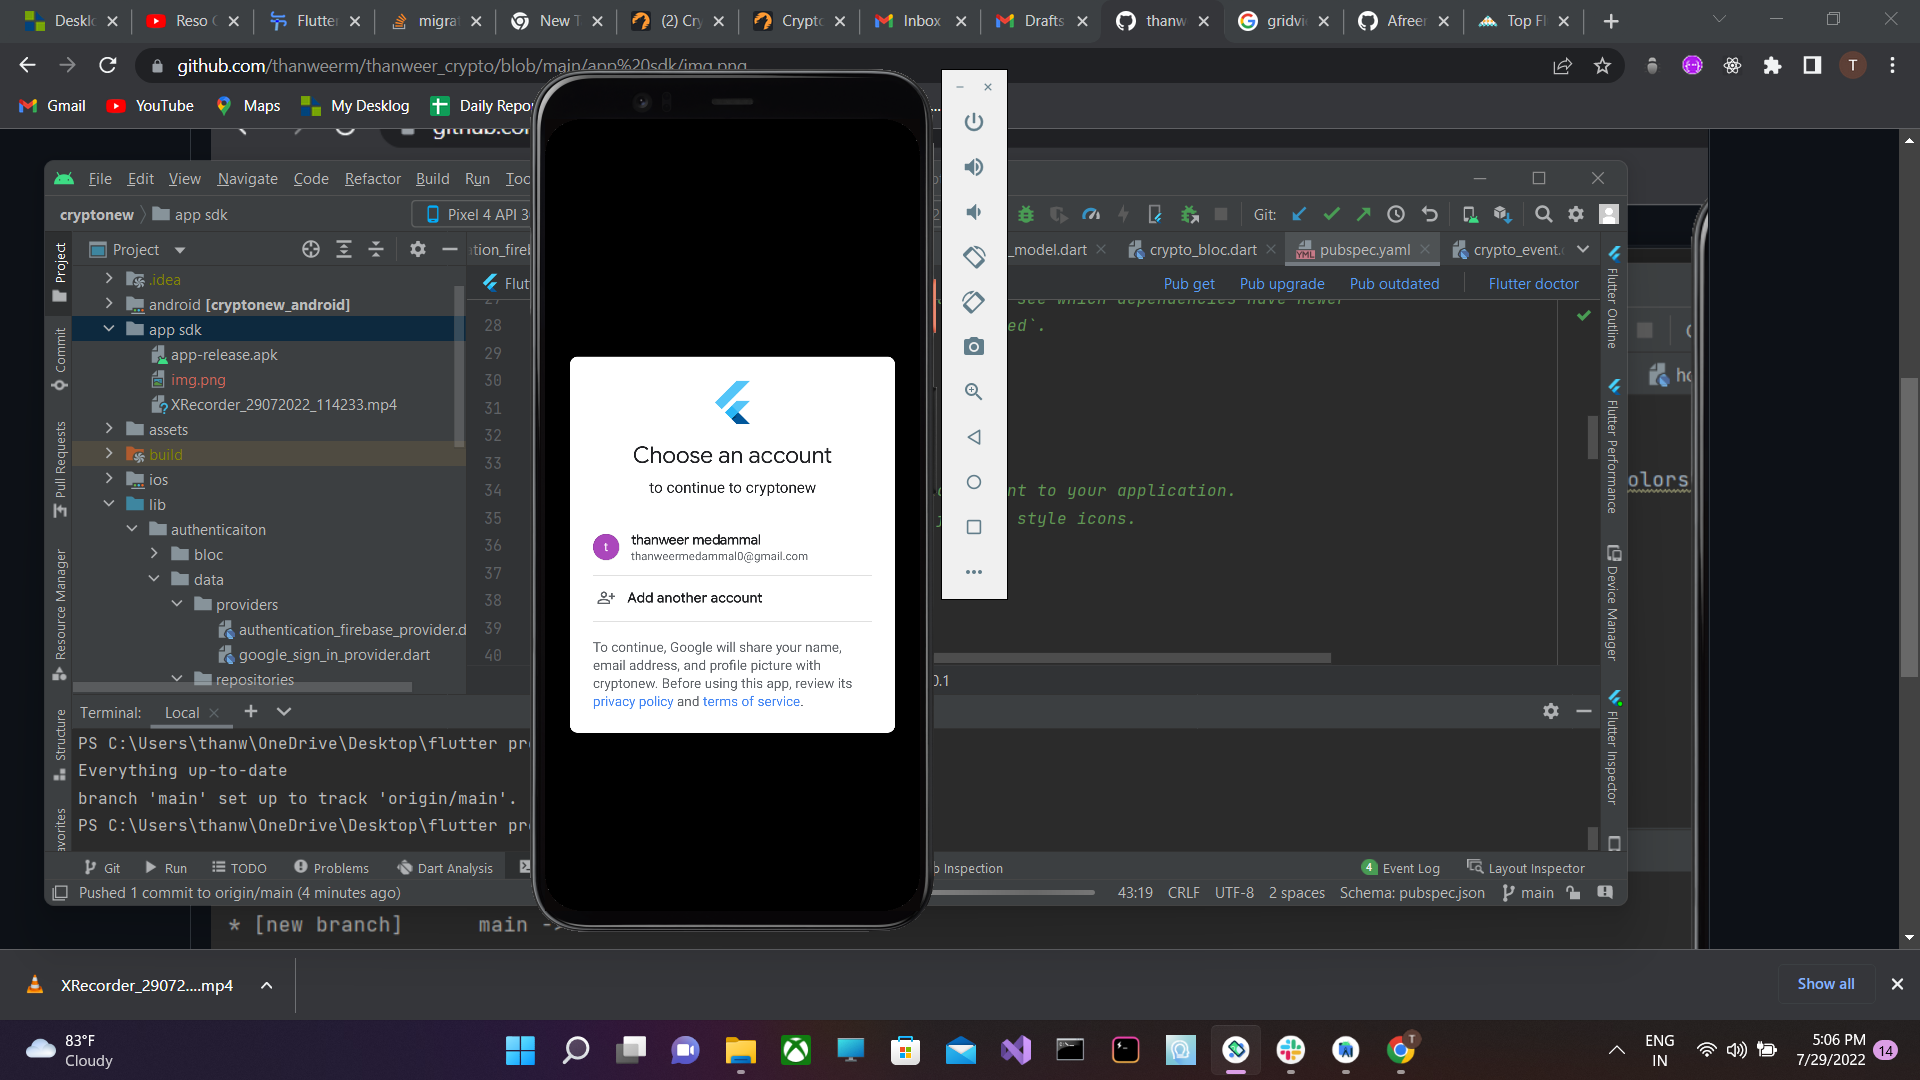 Desklo
Reso C
Flutter
migrat
New T
(2) Cry
Crypto
Inbox
Drafts
thanw
gridvie
Afreer
Top Fl
github.com/thanweerm/thanweer_crypto/blob/main/app%20sdk/img.png
T
Gmail
YouTube
Maps
My Desklog
Daily Repo
github.com
File Edit View Navigate Code Refactor Build Run Too
cryptonew
app sdk
Pixel 4 API 3
Git:
Project
tion_fireb
_model.dart
crypto_bloc.dart
pubspec.yaml
crypto_event.
Flut
Pub get
Pub upgrade
Pub outdated
Flutter doctor
.idea
android [cryptonew_android]
app sdk
app-release.apk
img.png
XRecorder_29072022_114233.mp4
assets
build
ios
lib
authenticaiton
bloc
data
providers
authentication_firebase_provider.d
google_sign_in_provider.dart
repositories
27
28
29
30
31
32
33
34
35
36
37
38
39
40
see which dependencies have newer
ed`.
nt to your application.
style icons.
0.1
olors
Project
Commit
Pull Requests
Resource Manager
Structure
avorites
Flutter Outline
Flutter Performance
Device Manager
Flutter Inspector
Choose an account
to continue to cryptonew
t
thanweer medammal
thanweermedammal0@gmail.com
Add another account
To continue, Google will share your name,
email address, and profile picture with
cryptonew. Before using this app, review its
privacy policy and terms of service.
Terminal:
Local
PS C:\Users\thanw\OneDrive\Desktop\flutter pr
Everything up-to-date
branch 'main' set up to track 'origin/main'.
PS C:\Users\thanw\OneDrive\Desktop\flutter pr
Git
Run
TODO
Problems
Dart Analysis
Inspection
4
Event Log
Layout Inspector
Pushed 1 commit to origin/main (4 minutes ago)
43:19
CRLF
UTF-8
2 spaces
Schema: pubspec.json
main
* [new branch]
main ->
XRecorder_29072....mp4
Show all
83°F
Cloudy
T
ENG
IN
5:06 PM
7/29/2022
14